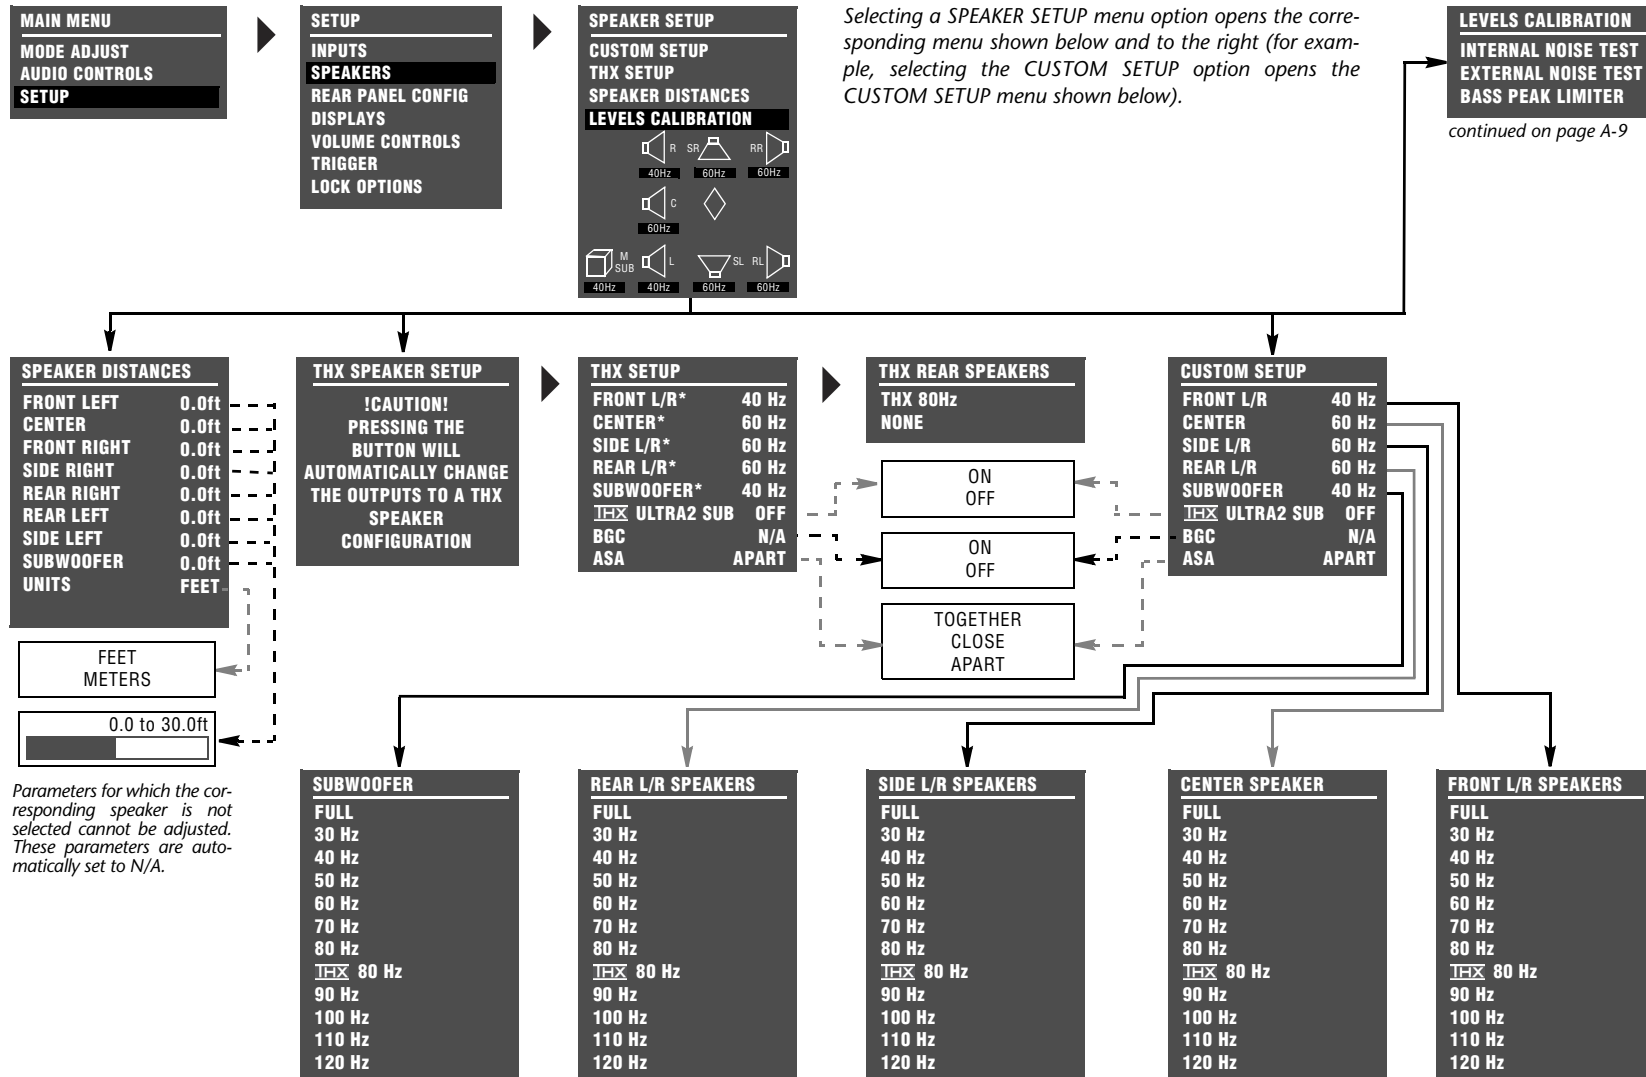 MAIN MENU
MODE ADJUST
AUDIO CONTROLS
SETUP
SETUP
INPUTS
SPEAKERS
REAR PANEL CONFIG
DISPLAYS
VOLUME CONTROLS
TRIGGER
LOCK OPTIONS
SPEAKER SETUP
CUSTOM SETUP
THX SETUP
SPEAKER DISTANCES
LEVELS CALIBRATION
R SR RR
40Hz 60Hz 60Hz
C
60Hz
M
SUB L SL RL
40Hz 40Hz 60Hz 60Hz
Selecting a SPEAKER SETUP menu option opens the corre-
sponding menu shown below and to the right (for exam-
ple, selecting the CUSTOM SETUP option opens the
CUSTOM SETUP menu shown below).
LEVELS CALIBRATION
INTERNAL NOISE TEST
EXTERNAL NOISE TEST
BASS PEAK LIMITER
continued on page A-9
SPEAKER DISTANCES
FRONT LEFT 0.0ft
CENTER 0.0ft
FRONT RIGHT 0.0ft
SIDE RIGHT 0.0ft
REAR RIGHT 0.0ft
REAR LEFT 0.0ft
SIDE LEFT 0.0ft
SUBWOOFER 0.0ft
UNITS FEET
FEET
METERS
0.0 to 30.0ft
Parameters for which the cor-
responding speaker is not
selected cannot be adjusted.
These parameters are auto-
matically set to N/A.
THX SPEAKER SETUP
!CAUTION!
PRESSING THE
BUTTON WILL
AUTOMATICALLY CHANGE
THE OUTPUTS TO A THX
SPEAKER
CONFIGURATION
THX SETUP
FRONT L/R* 40 Hz
CENTER* 60 Hz
SIDE L/R* 60 Hz
REAR L/R* 60 Hz
SUBWOOFER* 40 Hz
THX ULTRA2 SUB OFF
BGC N/A
ASA APART
THX REAR SPEAKERS
THX 80Hz
NONE
ON
OFF
ON
OFF
TOGETHER
CLOSE
APART
CUSTOM SETUP
FRONT L/R 40 Hz
CENTER 60 Hz
SIDE L/R 60 Hz
REAR L/R 60 Hz
SUBWOOFER 40 Hz
THX ULTRA2 SUB OFF
BGC N/A
ASA APART
SUBWOOFER
FULL
30 Hz
40 Hz
50 Hz
60 Hz
70 Hz
80 Hz
THX 80 Hz
90 Hz
100 Hz
110 Hz
120 Hz
REAR L/R SPEAKERS
FULL
30 Hz
40 Hz
50 Hz
60 Hz
70 Hz
80 Hz
THX 80 Hz
90 Hz
100 Hz
110 Hz
120 Hz
SIDE L/R SPEAKERS
FULL
30 Hz
40 Hz
50 Hz
60 Hz
70 Hz
80 Hz
THX 80 Hz
90 Hz
100 Hz
110 Hz
120 Hz
CENTER SPEAKER
FULL
30 Hz
40 Hz
50 Hz
60 Hz
70 Hz
80 Hz
THX 80 Hz
90 Hz
100 Hz
110 Hz
120 Hz
FRONT L/R SPEAKERS
FULL
30 Hz
40 Hz
50 Hz
60 Hz
70 Hz
80 Hz
THX 80 Hz
90 Hz
100 Hz
110 Hz
120 Hz